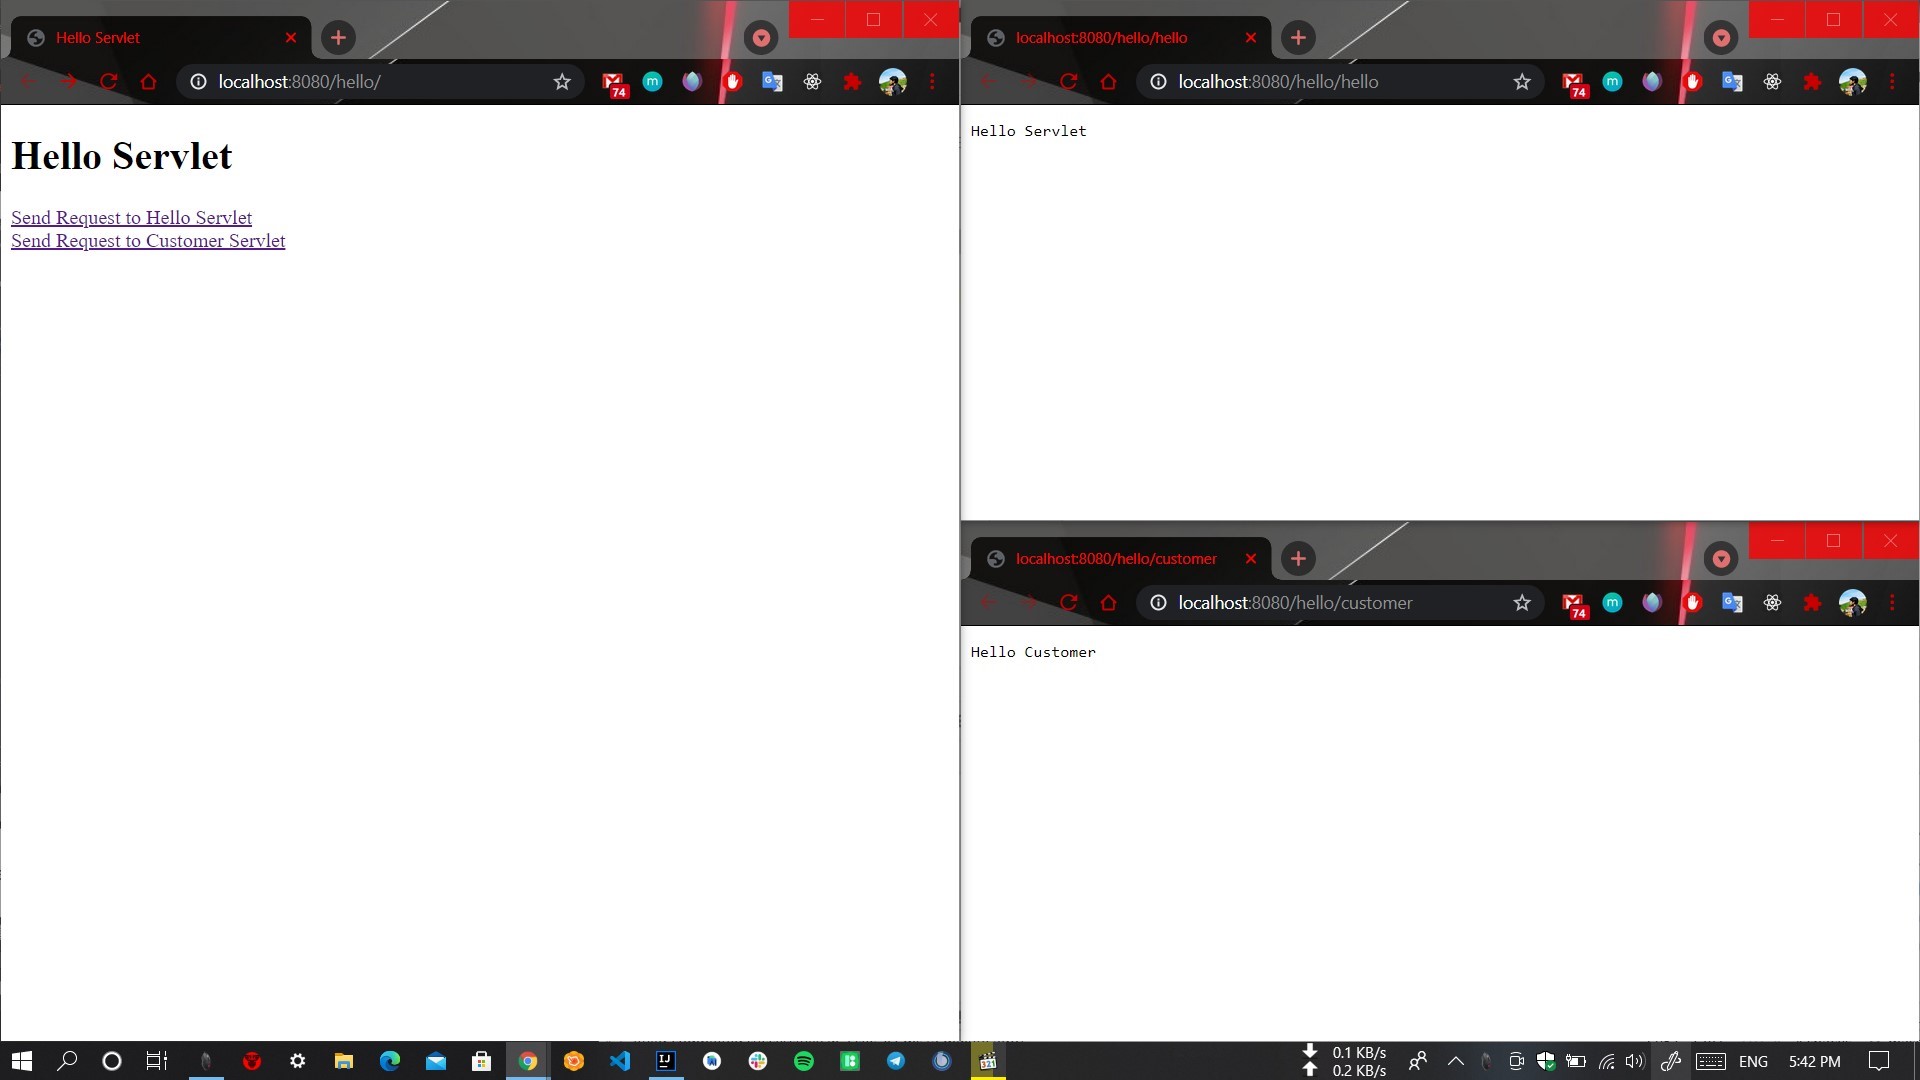 Hello Servlet
localhost:8080/hello/
74
Hello Servlet
Send Request to Hello Servlet
Send Request to Customer Servlet
localhost:8080/hello/hello
localhost:8080/hello/hello
74
Hello Servlet
localhost:8080/hello/customer
localhost:8080/hello/customer
74
Hello Customer
0.1 KB/s
0.2 KB/s
ENG
5:42 PM